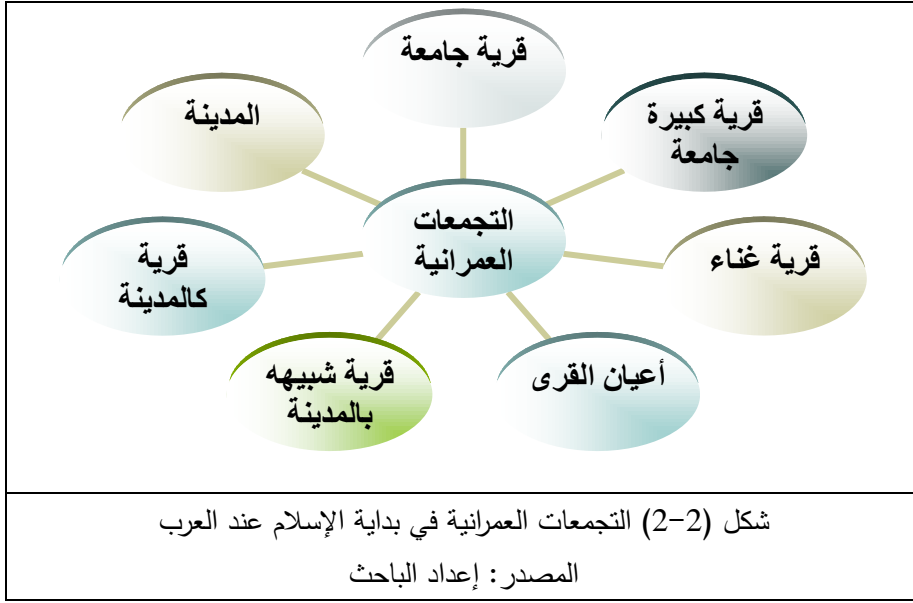 قرية جامعة
قرية كبيرة
جامعة
المدينة
التجمعات
العمرانية
قرية غناء
قرية
كالمدينة
أعيان القرى
قرية شبيهه
بالمدينة
شكل (2-2) التجمعات العمرانية في بداية الإسلام عند العرب
المصدر: إعداد الباحث